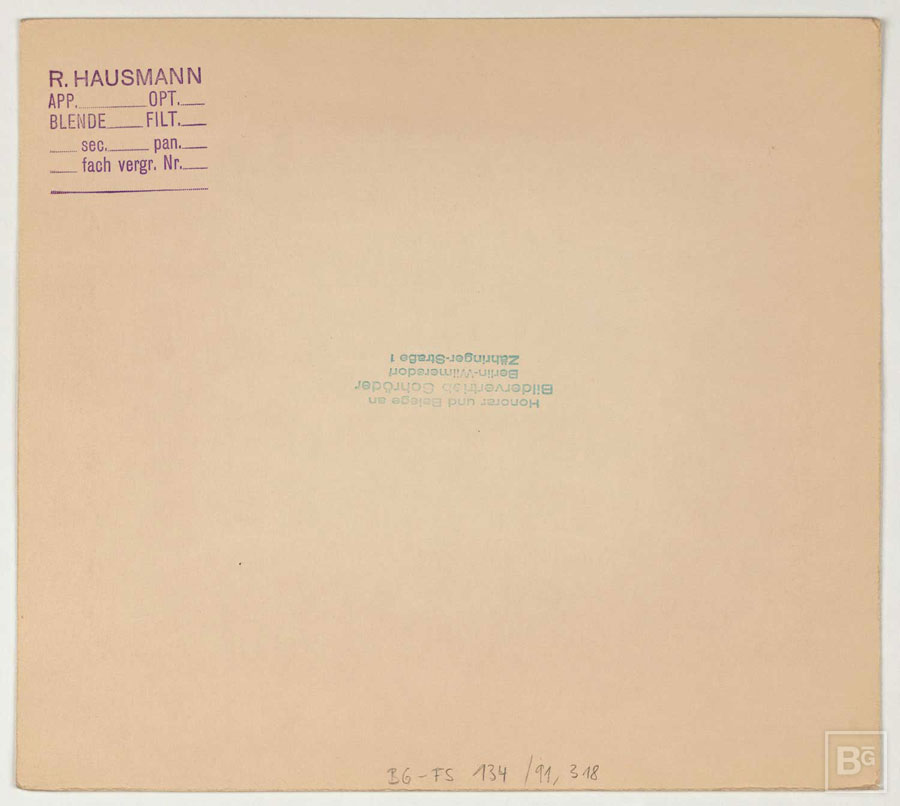 R. HAUSMANN
APP. OPT.
BLENDE FILT.
sec. pan.
fach vergr. Nr.
Honorar und Belege an
Bildervertrieb Schröder
Berlin-Wilmersdorf
Zähringer-Straße 1
BG-FS 134/91, 318
BG